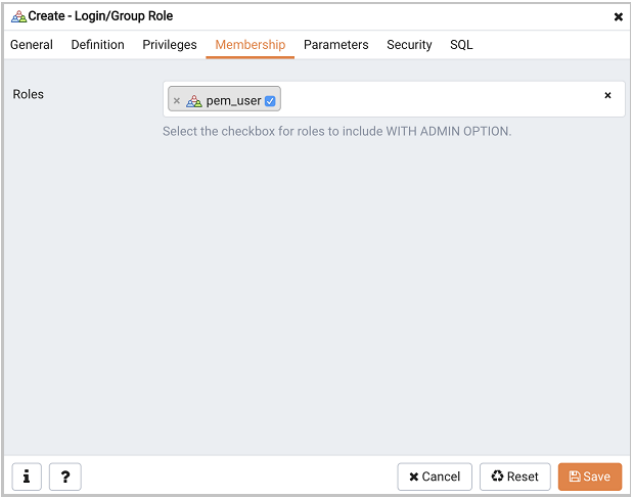 Create - Login/Group Role
General Definition Privileges Membership Parameters Security SQL
Roles
× pem_user
×
Select the checkbox for roles to include WITH ADMIN OPTION.
i ? Cancel Reset Save